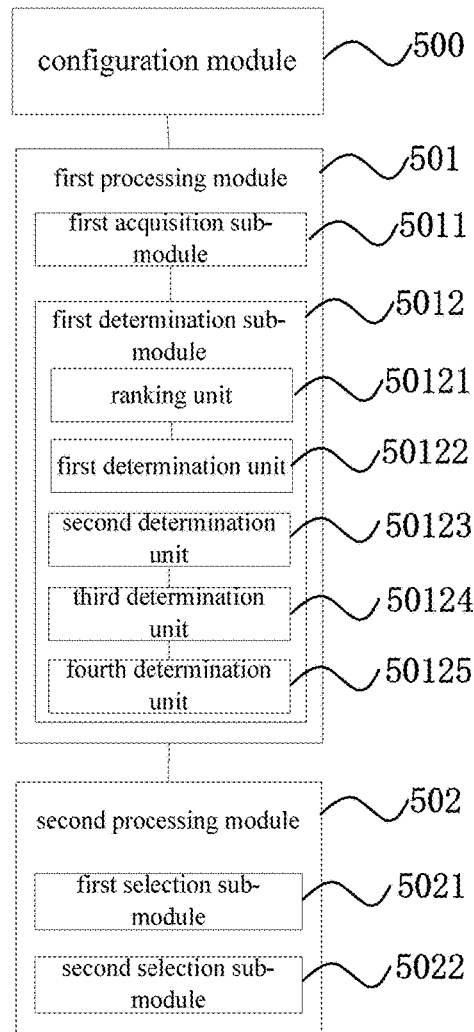 configuration module
500
first processing module
501
first acquisition sub-
module
5011
first determination sub-
module
5012
ranking unit
50121
first determination unit
50122
second determination
unit
50123
third determination
unit
50124
fourth determination
unit
50125
second processing module
502
first selection sub-
module
5021
second selection sub-
module
5022